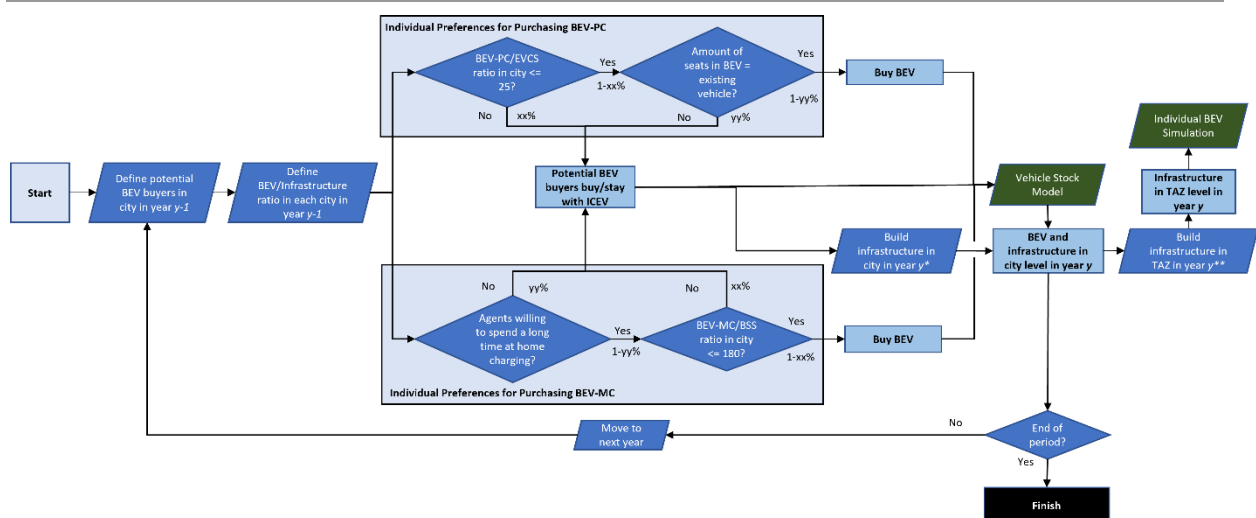 Individual Preferences for Purchasing BEV-PC
BEV-PC/EVCS
ratio in city <=
25?
Yes
1-xx%
No
xx%
Amount of
seats in BEV =
existing
vehicle?
Yes
1-yy%
No
yy%
Buy BEV
Start
Define potential
BEV buyers in
city in year y-1
Define
BEV/Infrastructure
ratio in each city in
year y-1
Potential BEV
buyers buy/stay
with ICEV
Vehicle Stock
Model
Individual BEV
Simulation
Infrastructure
in TAZ level in
year y
Build
infrastructure in
city in year y*
BEV and
infrastructure in
city level in year y
Build
infrastructure in
TAZ in year y**
No
yy%
Agents willing
to spend a long
time at home
charging?
Yes
1-yy%
No
xx%
BEV-MC/BSS
ratio in city
<= 180?
Yes
1-xx%
Buy BEV
Individual Preferences for Purchasing BEV-MC
Move to
next year
No
End of
period?
Yes
Finish